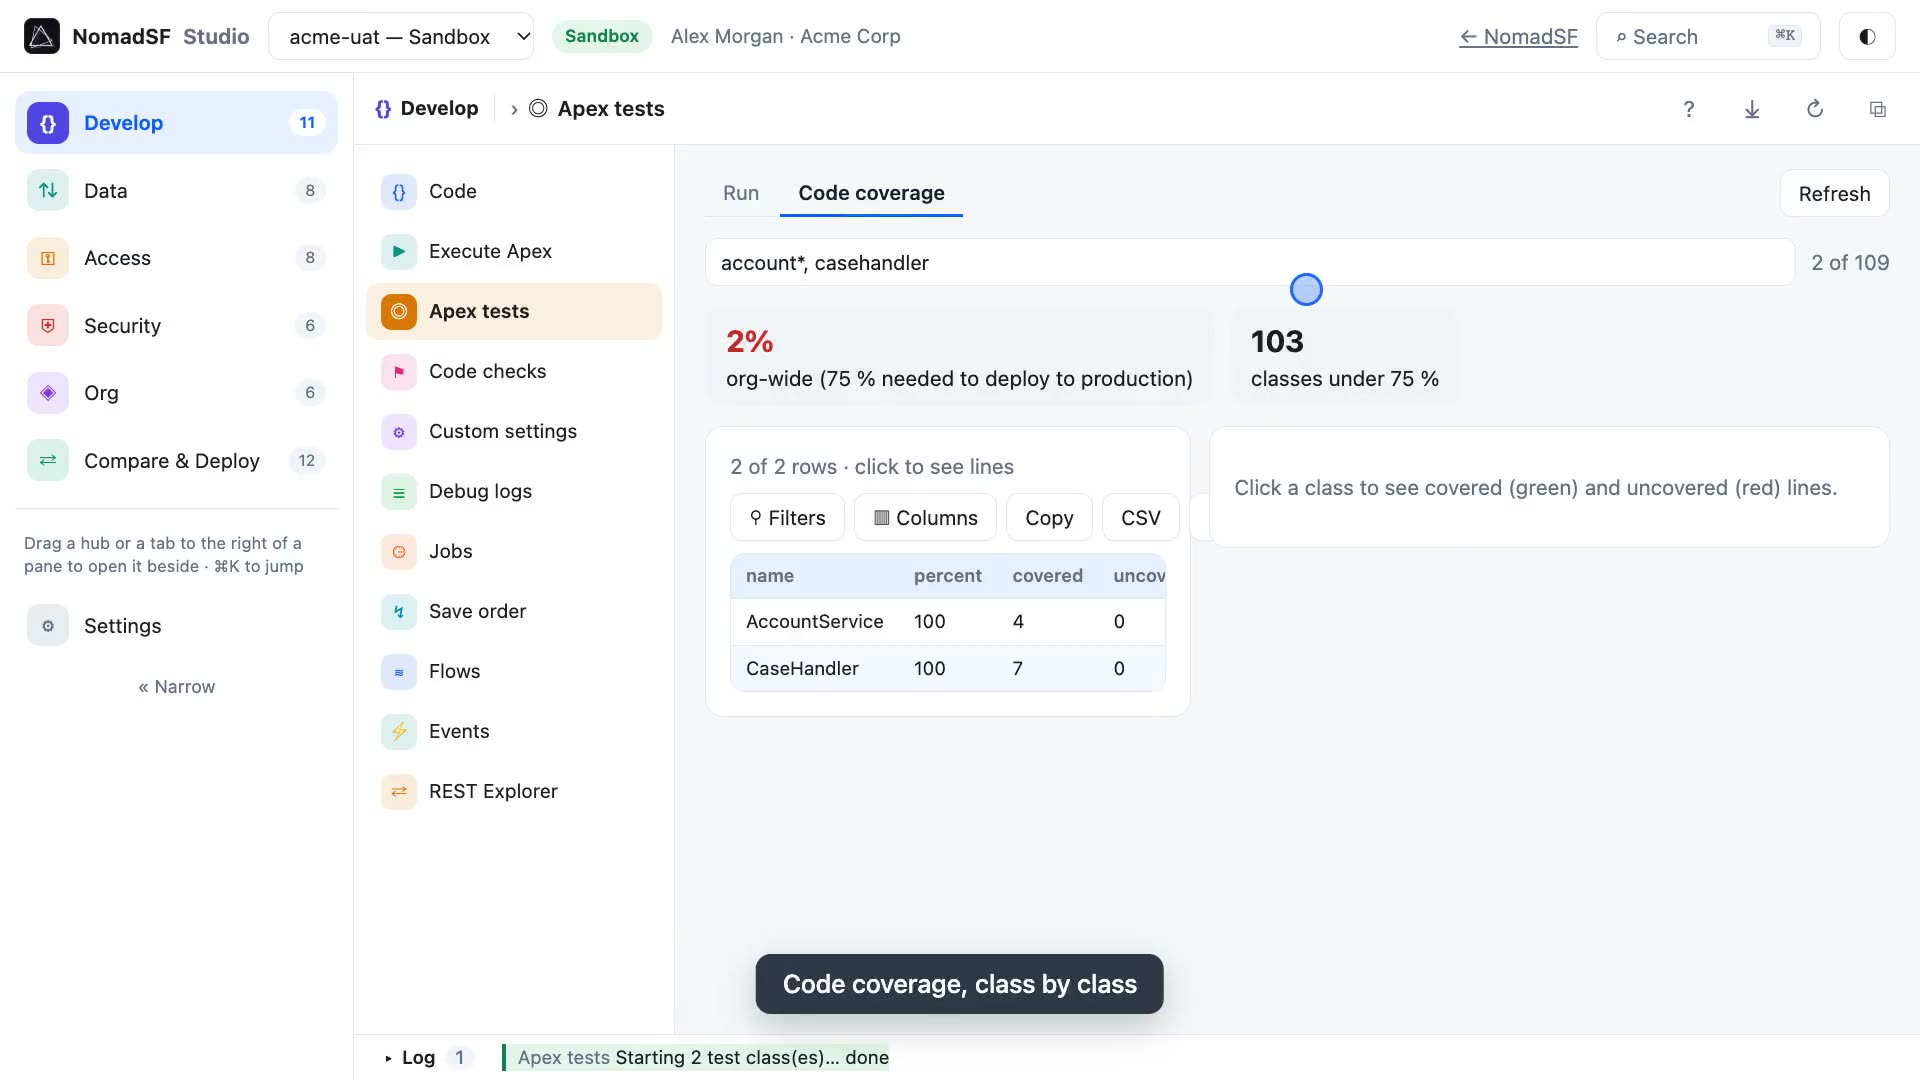 NomadSF Studio
acme-uat — Sandbox
Sandbox
Alex Morgan · Acme Corp
← NomadSF
Search
⌘K
Develop
11
Data
8
Access
8
Security
6
Org
6
Compare & Deploy
12
Drag a hub or a tab to the right of a
pane to open it beside · ⌘K to jump
Settings
« Narrow
{} Develop › Apex tests
?
Code
Execute Apex
Apex tests
Code checks
Custom settings
Debug logs
Jobs
Save order
Flows
Events
REST Explorer
Run
Code coverage
Refresh
account*, casehandler
2 of 109
2%
org-wide (75 % needed to deploy to production)
103
classes under 75 %
2 of 2 rows · click to see lines
Filters
Columns
Copy
CSV
name percent covered uncov
AccountService 100 4 0
CaseHandler 100 7 0
Click a class to see covered (green) and uncovered (red) lines.
Code coverage, class by class
▸ Log 1
Apex tests Starting 2 test class(es)... done